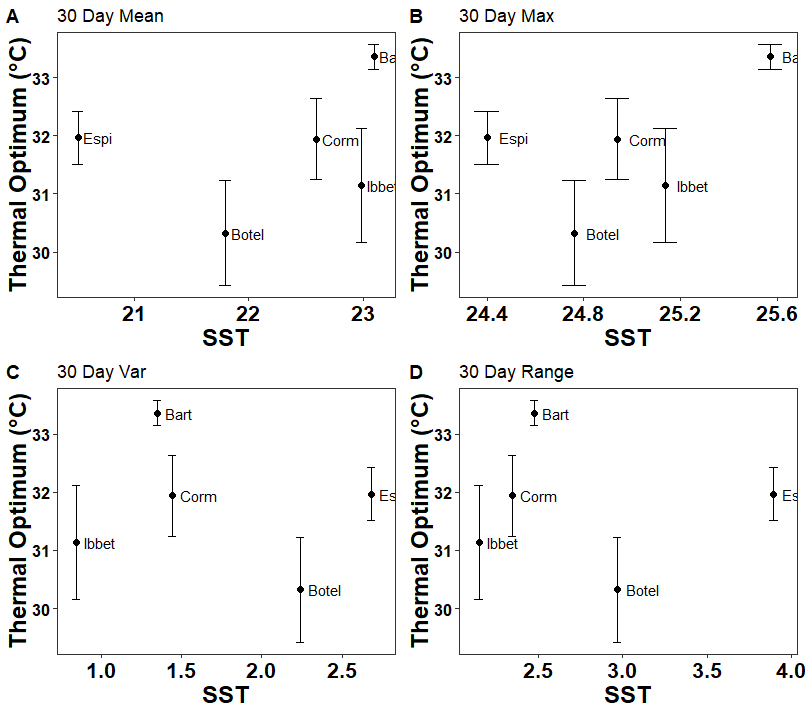 A 30 Day Mean
Thermal Optimum (°C)
33
32
31
30
Espi
Botel
Corm
Ibbet
Ba
21 22 23
SST
B 30 Day Max
Thermal Optimum (°C)
33
32
31
30
Espi
Botel
Corm
Ibbet
Ba
24.4 24.8 25.2 25.6
SST
C 30 Day Var
Thermal Optimum (°C)
33
32
31
30
Bart
Corm
Es
Ibbet
Botel
1.0 1.5 2.0 2.5
SST
D 30 Day Range
Thermal Optimum (°C)
33
32
31
30
Bart
Corm
Es
Ibbet
Botel
2.5 3.0 3.5 4.0
SST